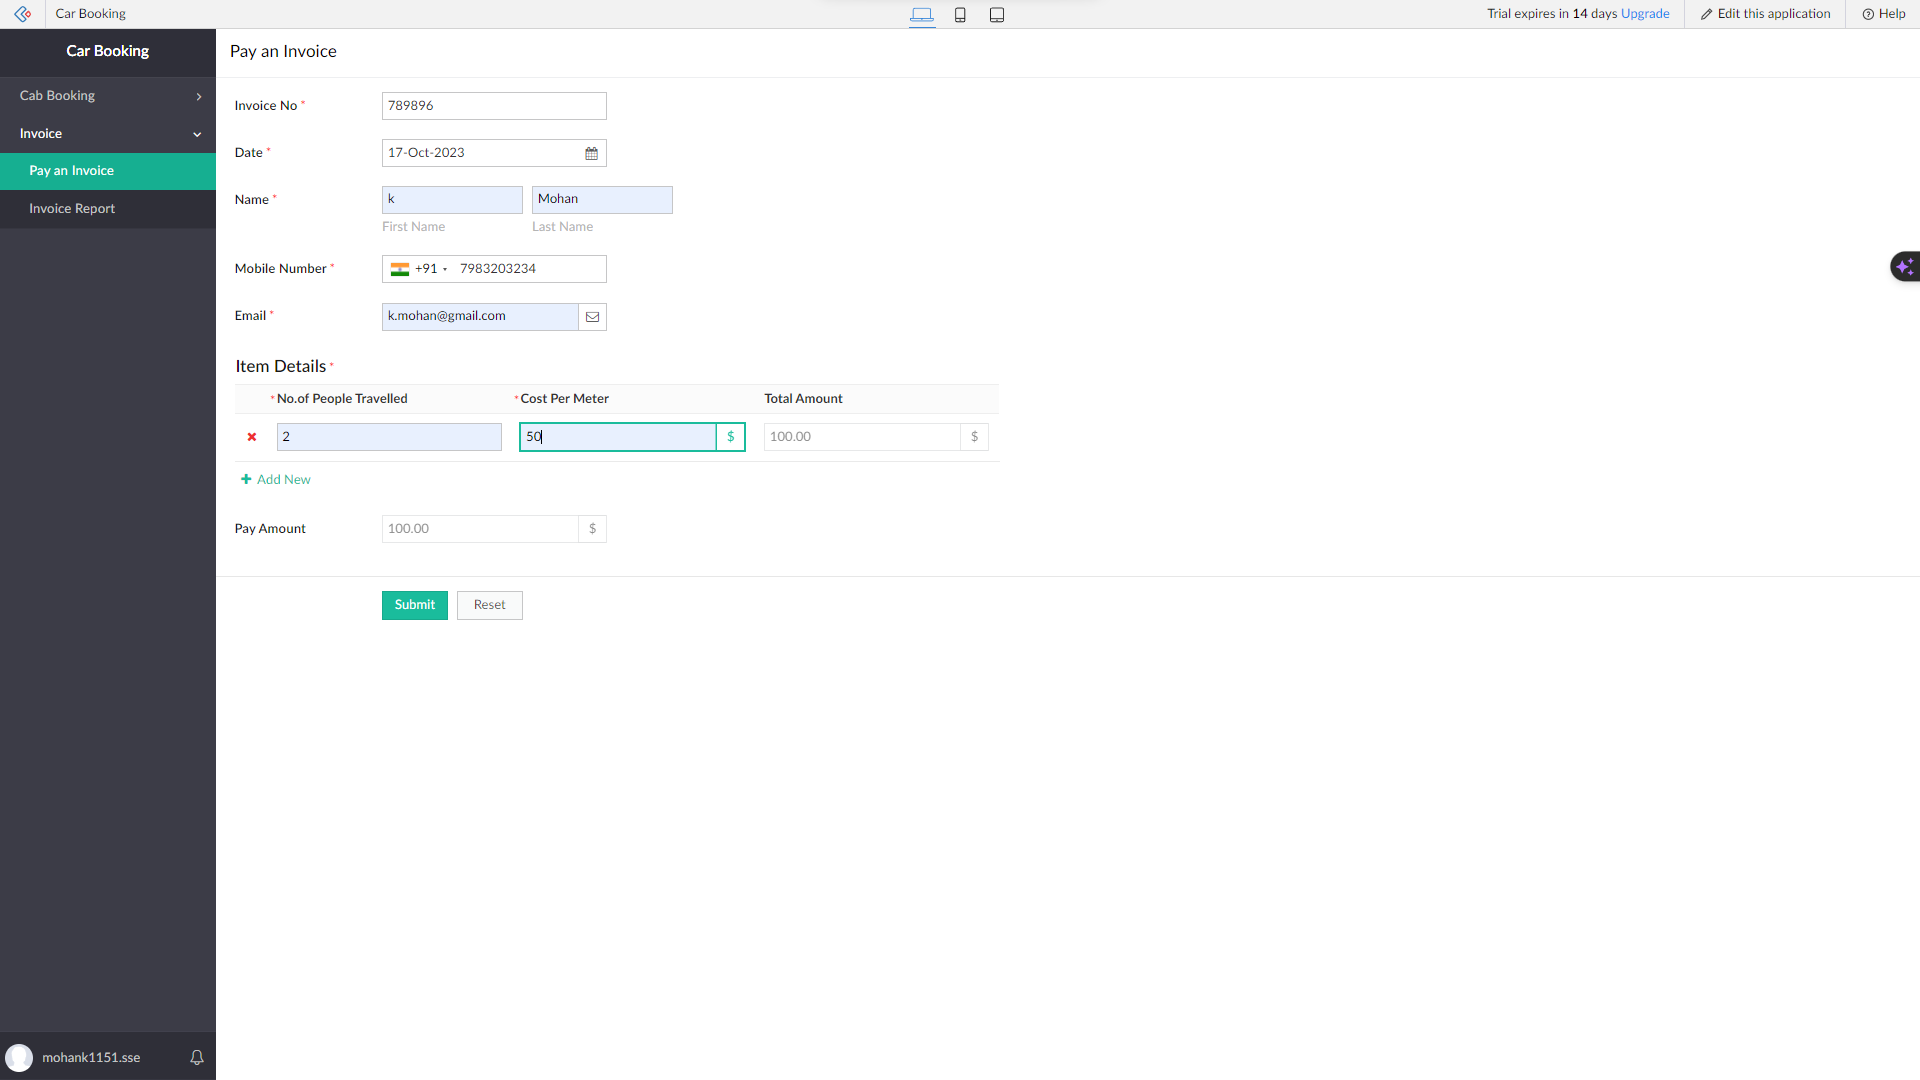 Car Booking
Trial expires in 14 days Upgrade
Edit this application
Help
Car Booking
Cab Booking
Invoice
Pay an Invoice
Invoice Report
Pay an Invoice
Invoice No * 789896
Date * 17-Oct-2023
Name * k Mohan
First Name Last Name
Mobile Number * +91 7983203234
Email * k.mohan@gmail.com
Item Details *
* No.of People Travelled * Cost Per Meter Total Amount
2 50 $ 100.00 $
Add New
Pay Amount 100.00 $
Submit Reset
mohank1151.sse